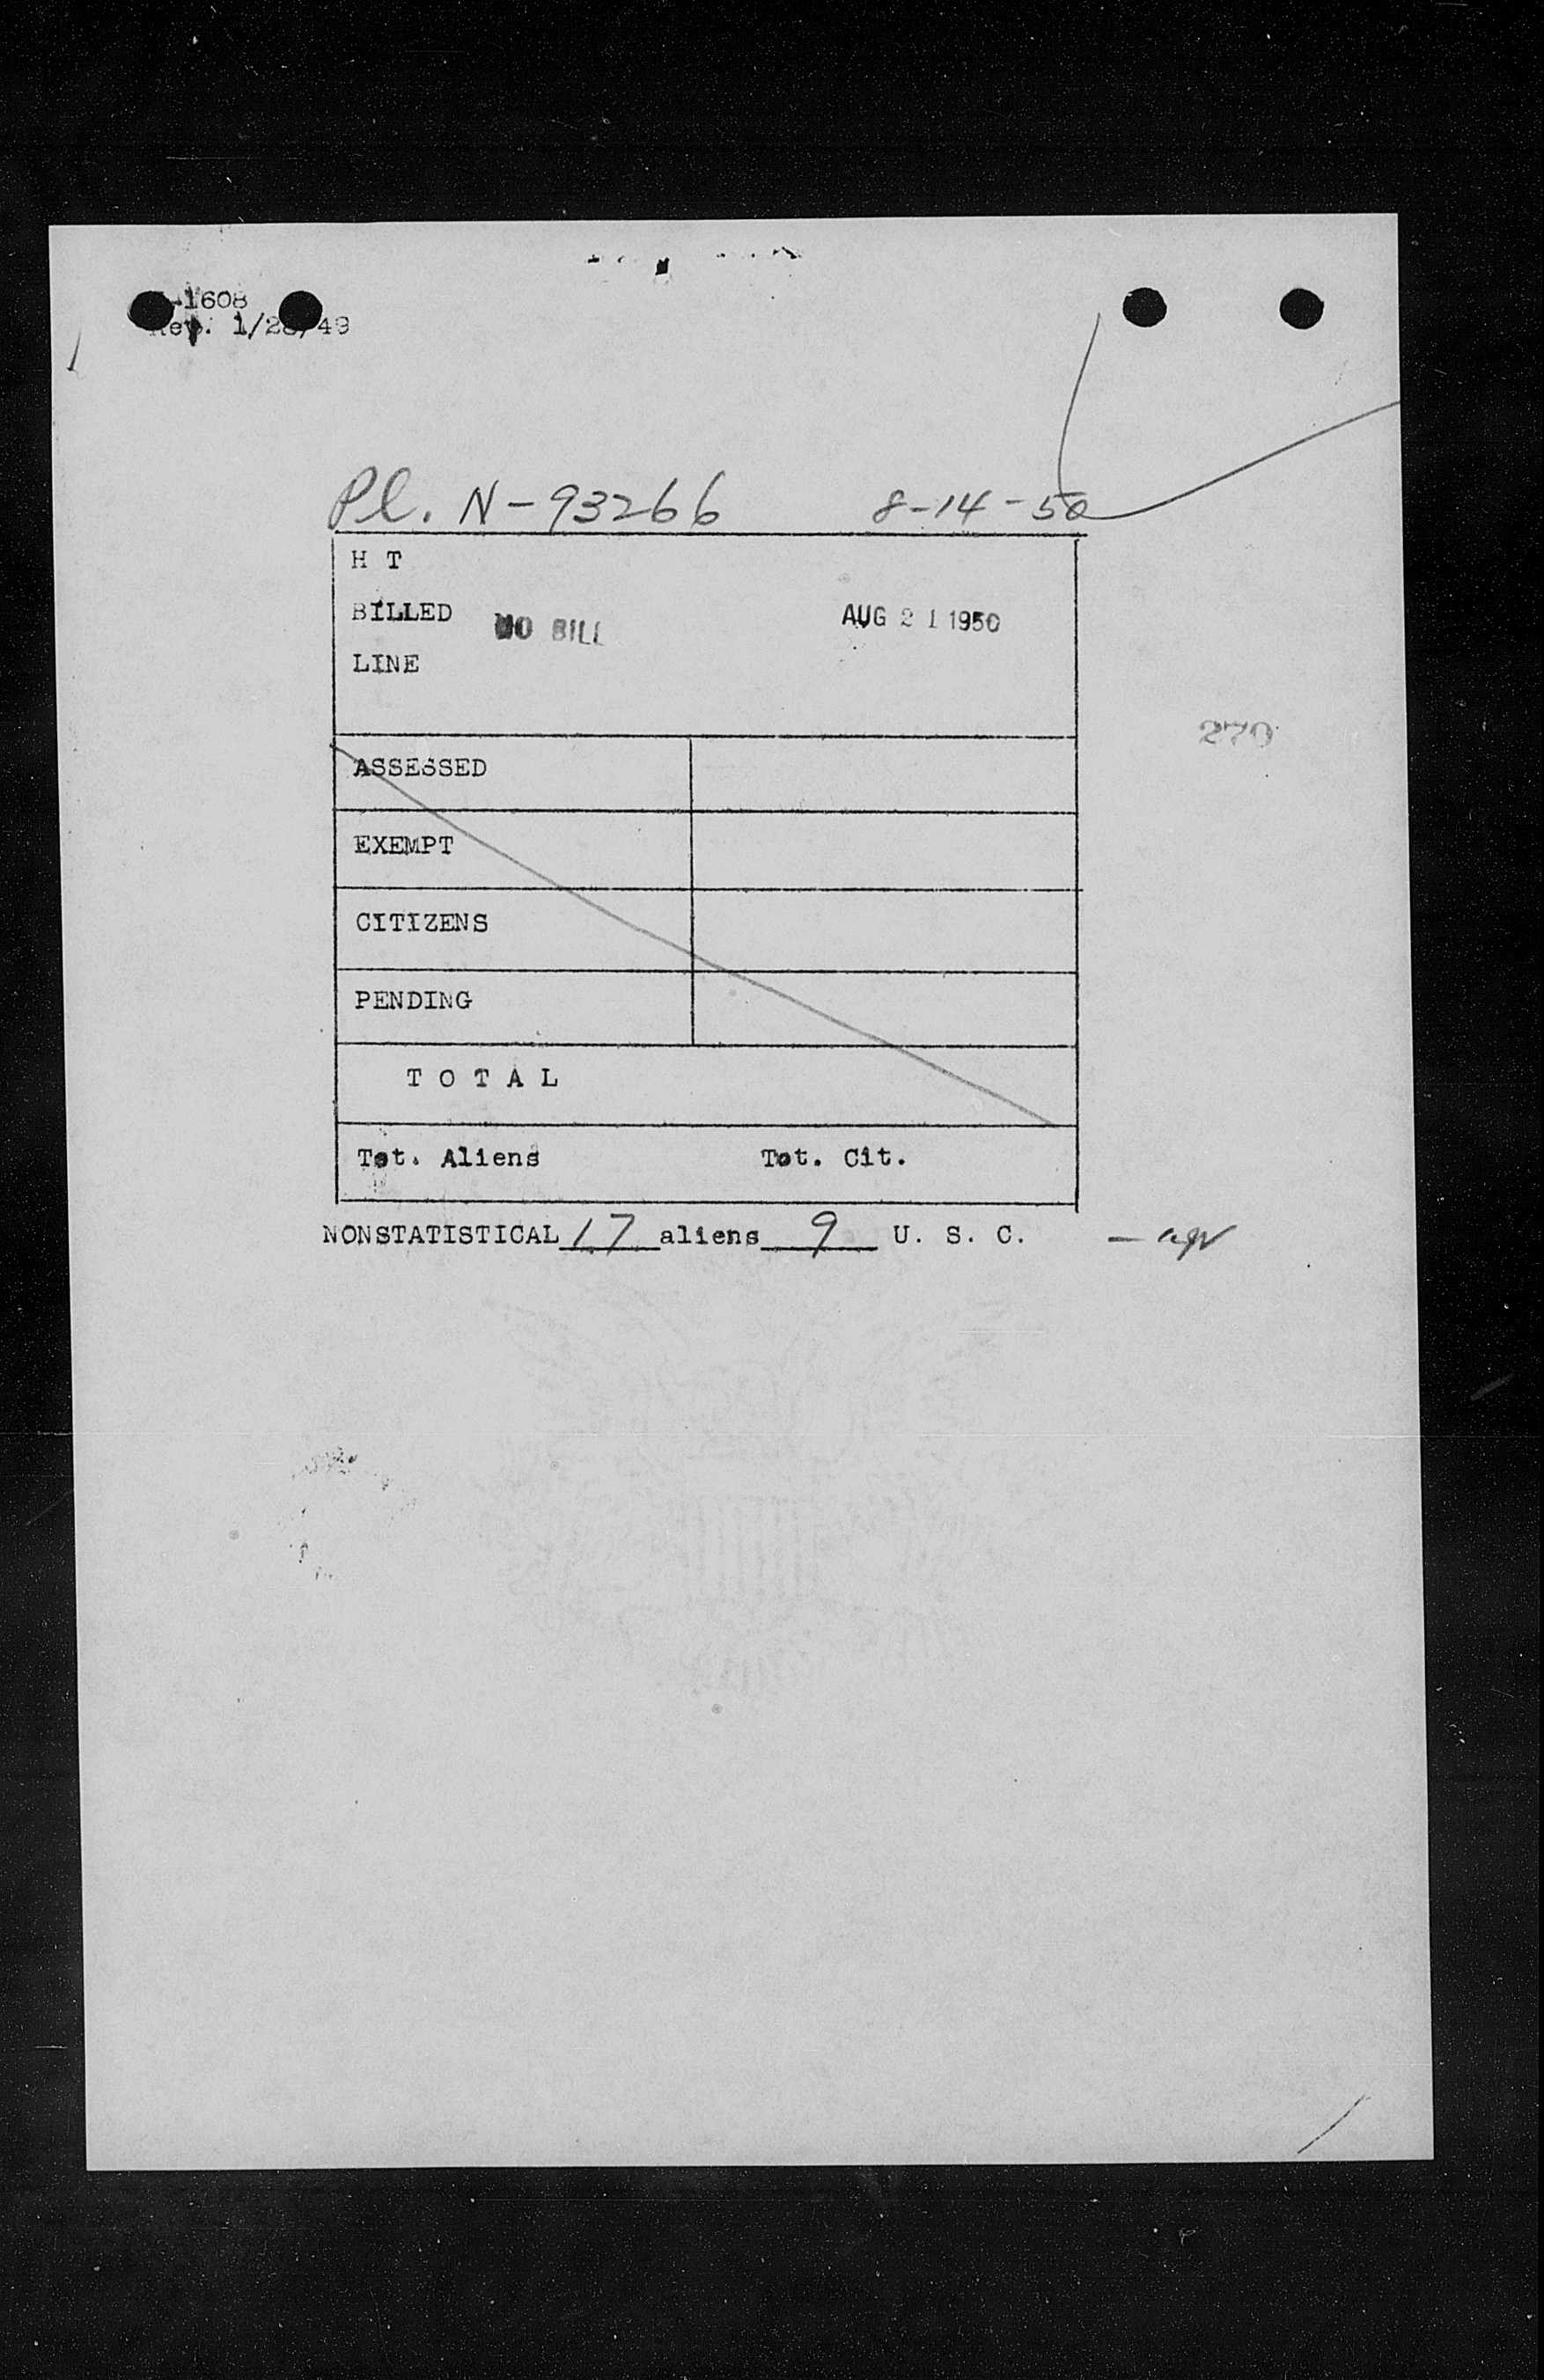 -1608
Rev. 1/28/49
Pl. N-93266 8-14-50
H T
BILLED NO BILL AUG 21 1950
LINE
270
ASSESSED
EXEMPT
CITIZENS
PENDING
T O T A L
Tot. Aliens Tot. Cit.
NONSTATISTICAL 17 aliens 9 U. S. C.